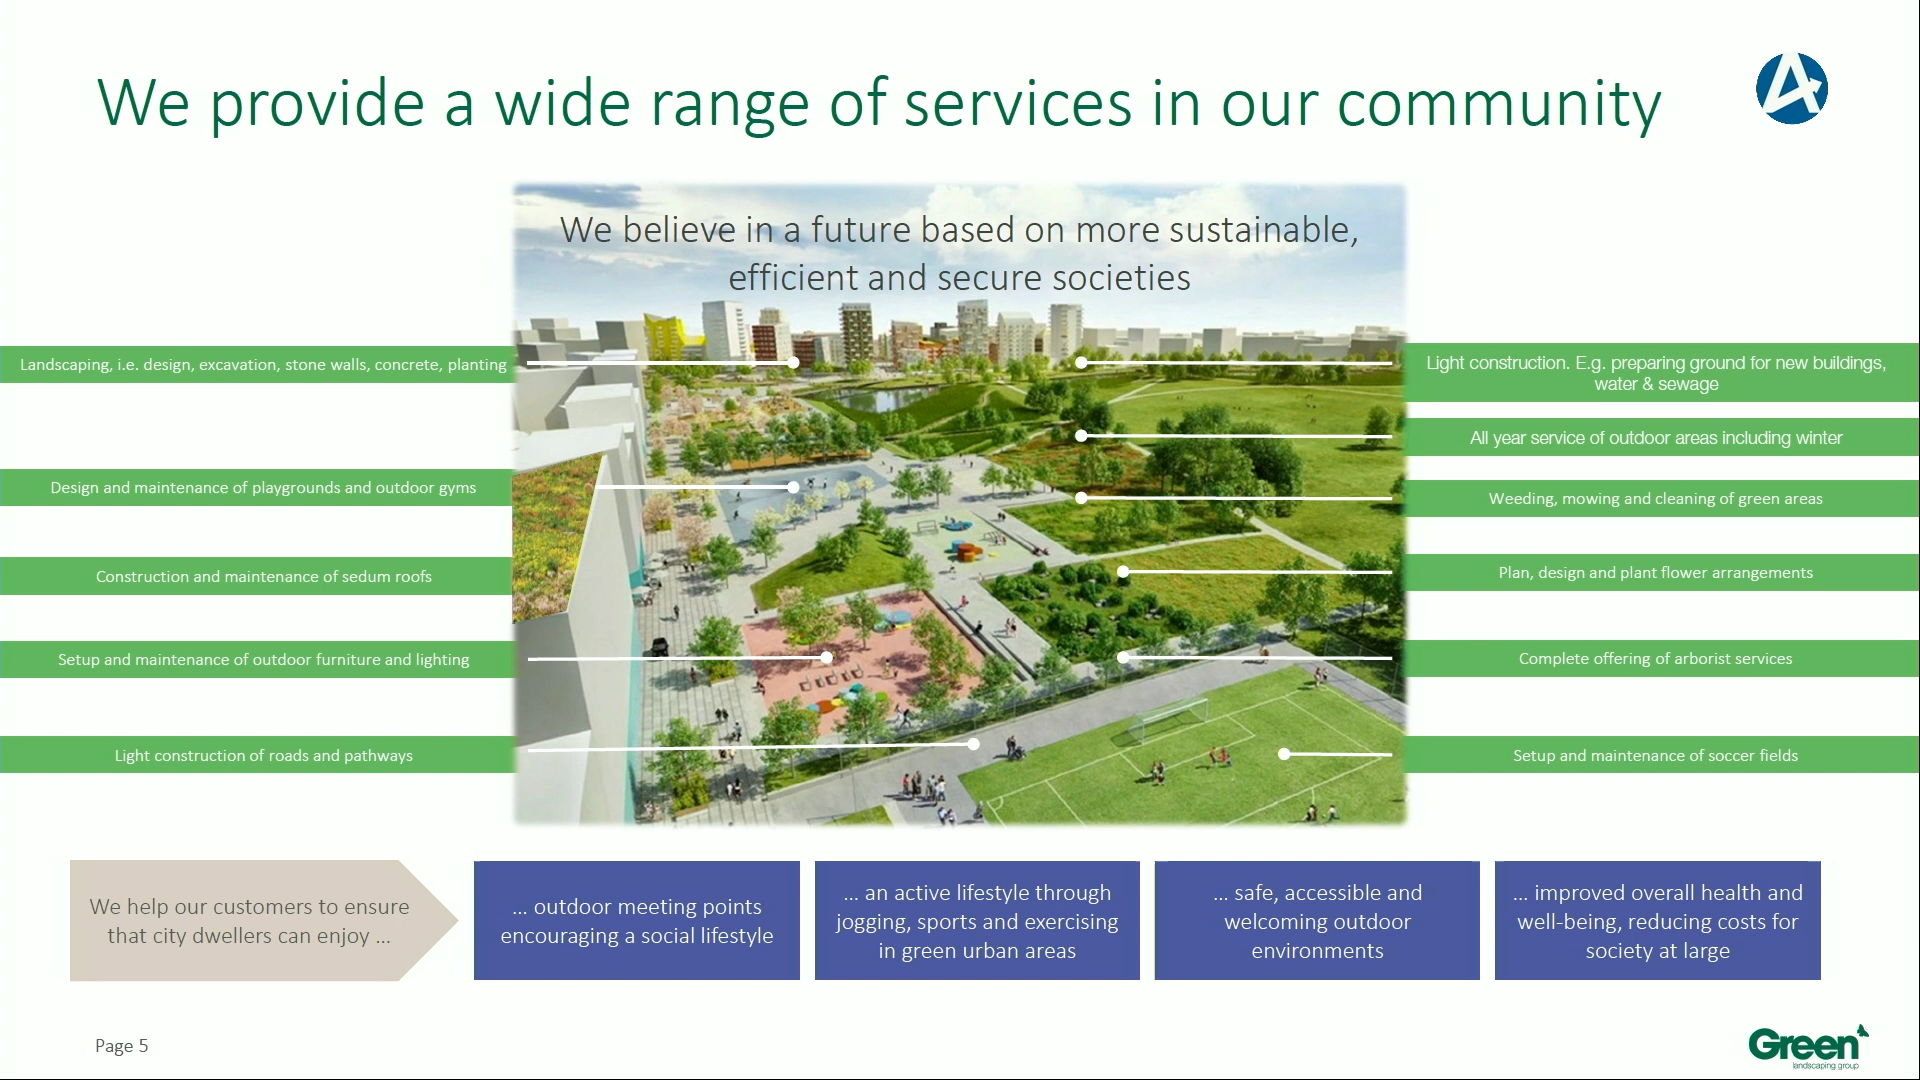 We provide a wide range of services in our community
We believe in a future based on more sustainable,
efficient and secure societies
Landscaping, i.e. design, excavation, stone walls, concrete, planting
Design and maintenance of playgrounds and outdoor gyms
Construction and maintenance of sedum roofs
Setup and maintenance of outdoor furniture and lighting
Light construction of roads and pathways
Light construction. E.g. preparing ground for new buildings,
water & sewage
All year service of outdoor areas including winter
Weeding, mowing and cleaning of green areas
Plan, design and plant flower arrangements
Complete offering of arborist services
Setup and maintenance of soccer fields
We help our customers to ensure
that city dwellers can enjoy ...
... outdoor meeting points
encouraging a social lifestyle
... an active lifestyle through
jogging, sports and exercising
in green urban areas
... safe, accessible and
welcoming outdoor
environments
... improved overall health and
well-being, reducing costs for
society at large
Page 5
Green
landscaping group